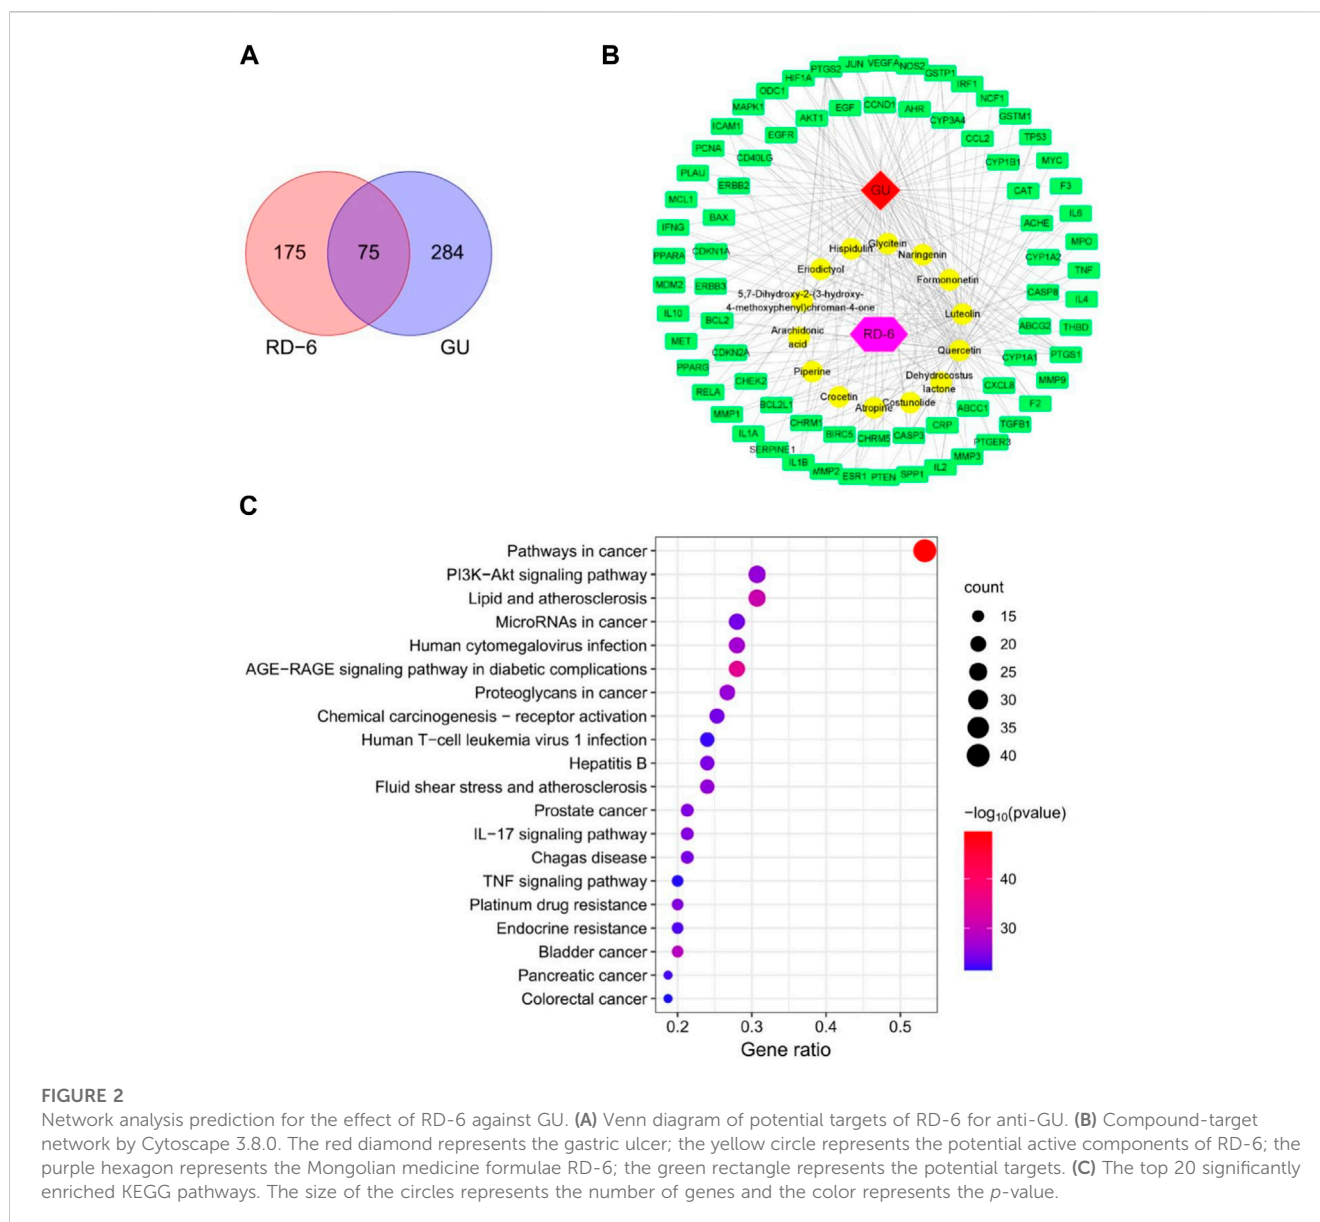 A
175
75
284
RD−6
GU
B
JUN
VEGFA
NOS2
PTGS2
GSTP1
HIF1A
IRF1
ODC1
NCF1
MAPK1
EGF
CCND1
AHR
GSTM1
AKT1
CYP3A4
ICAM1
EGFR
CCL2
TP53
PCNA
CD40LG
CYP1B1
MYC
PLAU
ERBB2
CAT
F3
MCL1
GU
BAX
ACHE
IL6
IFNG
MPO
PPARA
CDKN1A
Hispidulin
Glycitein
Naringenin
CYP1A2
TNF
Eriodictyol
Formononetin
MDM2
ERBB3
CASP8
IL4
5,7-Dihydroxy-2-(3-hydroxy-
4-methoxyphenyl)chroman-4-one
IL10
BCL2
Luteolin
ABCG2
THBD
MET
Arachidonic
acid
RD-6
CDKN2A
Quercetin
CYP1A1
PTGS1
PPARG
Piperine
Dehydrocostus
lactone
CHEK2
CXCL8
MMP9
RELA
Crocetin
Costunolide
Atropine
BCL2L1
ABCC1
F2
MMP1
CHRM1
CRP
TGFB1
IL1A
BIRC5
CHRM5
CASP3
PTGER3
SERPINE1
MMP3
IL1B
IL2
MMP2
ESR1
PTEN
SPP1
C
Pathways in cancer
PI3K−Akt signaling pathway
Lipid and atherosclerosis
MicroRNAs in cancer
Human cytomegalovirus infection
AGE−RAGE signaling pathway in diabetic complications
Proteoglycans in cancer
Chemical carcinogenesis − receptor activation
Human T−cell leukemia virus 1 infection
Hepatitis B
Fluid shear stress and atherosclerosis
Prostate cancer
IL−17 signaling pathway
Chagas disease
TNF signaling pathway
Platinum drug resistance
Endocrine resistance
Bladder cancer
Pancreatic cancer
Colorectal cancer
0.2 0.3 0.4 0.5
Gene ratio
count
15
20
25
30
35
40
−log₁₀(pvalue)
40
30
FIGURE 2
Network analysis prediction for the effect of RD-6 against GU. (A) Venn diagram of potential targets of RD-6 for anti-GU. (B) Compound-target
network by Cytoscape 3.8.0. The red diamond represents the gastric ulcer; the yellow circle represents the potential active components of RD-6; the
purple hexagon represents the Mongolian medicine formulae RD-6; the green rectangle represents the potential targets. (C) The top 20 significantly
enriched KEGG pathways. The size of the circles represents the number of genes and the color represents the p-value.